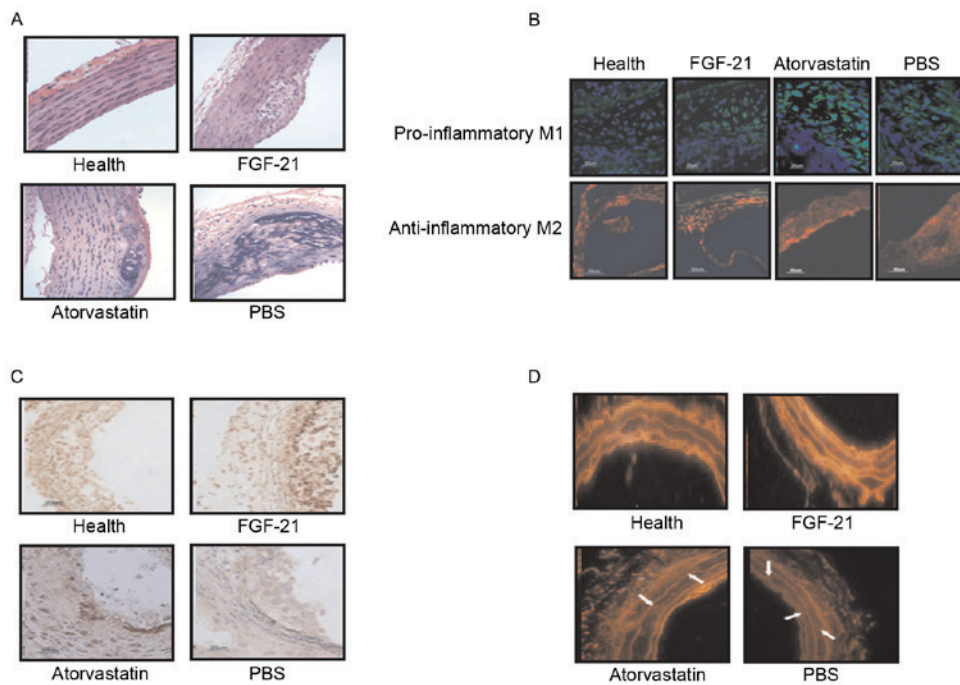 A
Health
FGF-21
Atorvastatin
PBS
B
Health FGF-21 Atorvastatin PBS
Pro-inflammatory M1
Anti-inflammatory M2
C
Health
FGF-21
Atorvastatin
PBS
D
Health
FGF-21
Atorvastatin
PBS